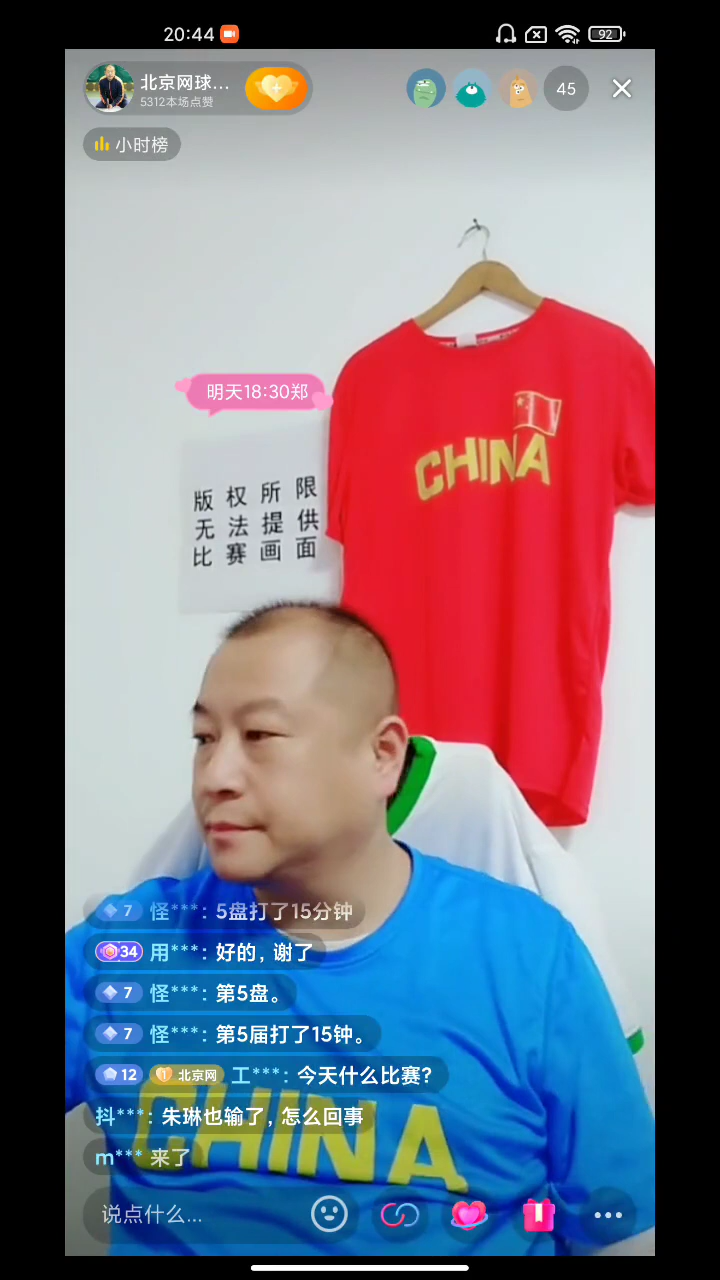 20:44
92
北京网球...
5312本场点赞
45
小时榜
明天18:30郑
CHINA
版权所限
无法提供
比赛画面
7 怪***：5盘打了15分钟
34 用***：好的，谢了
7 怪***：第5盘。
7 怪***：第5届打了15钟。
12 1 北京网 工***：今天什么比赛?
抖***：朱琳也输了，怎么回事
m*** 来了
CHINA
说点什么...